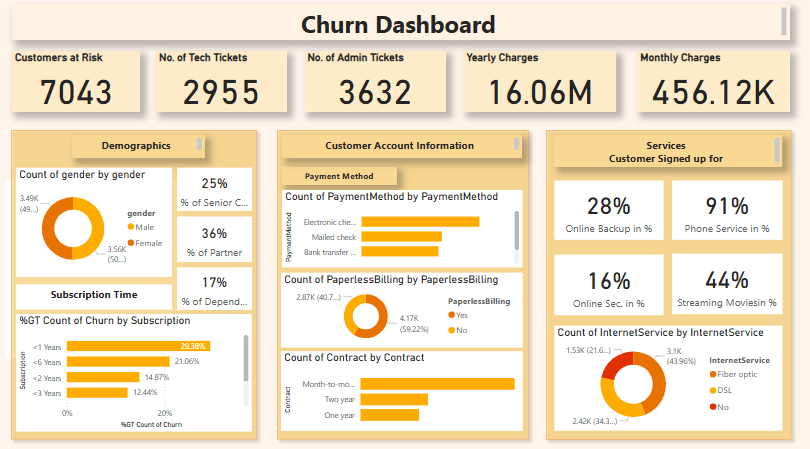 Churn Dashboard
Customers at Risk
7043
No. of Tech Tickets
2955
No. of Admin Tickets
3632
Yearly Charges
16.06M
Monthly Charges
456.12K
Demographics
Count of gender by gender
3.49K
(49...)
3.56K
(50...)
gender
Male
Female
25%
% of Senior C...
36%
% of Partner
17%
% of Depend...
Subscription Time
%GT Count of Churn by Subscription
Subscription
<1 Years
29.38%
<6 Years
21.06%
<2 Years
14.87%
<3 Years
12.44%
0%
20%
%GT Count of Churn
Customer Account Information
Payment Method
Count of PaymentMethod by PaymentMethod
PaymentMethod
Electronic che...
Mailed check
Bank transfer ...
Count of PaperlessBilling by PaperlessBilling
2.87K (40.7...)
4.17K
(59.22%)
PaperlessBilling
Yes
No
Count of Contract by Contract
Contract
Month-to-mo...
Two year
One year
Services
Customer Signed up for
28%
Online Backup in %
91%
Phone Service in %
16%
Online Sec. in %
44%
Streaming Moviesin %
Count of InternetService by InternetService
1.53K (21.6...)
3.1K
(43.96%)
2.42K (34.3...)
InternetService
Fiber optic
DSL
No